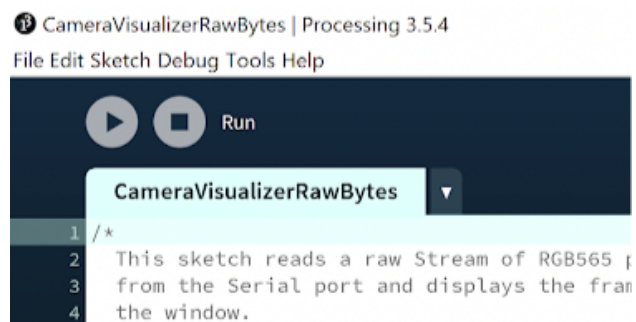 CameraVisualizerRawBytes | Processing 3.5.4
File Edit Sketch Debug Tools Help
Run
CameraVisualizerRawBytes
1 /*
2 This sketch reads a raw Stream of RGB565
3 from the Serial port and displays the
4 the window.